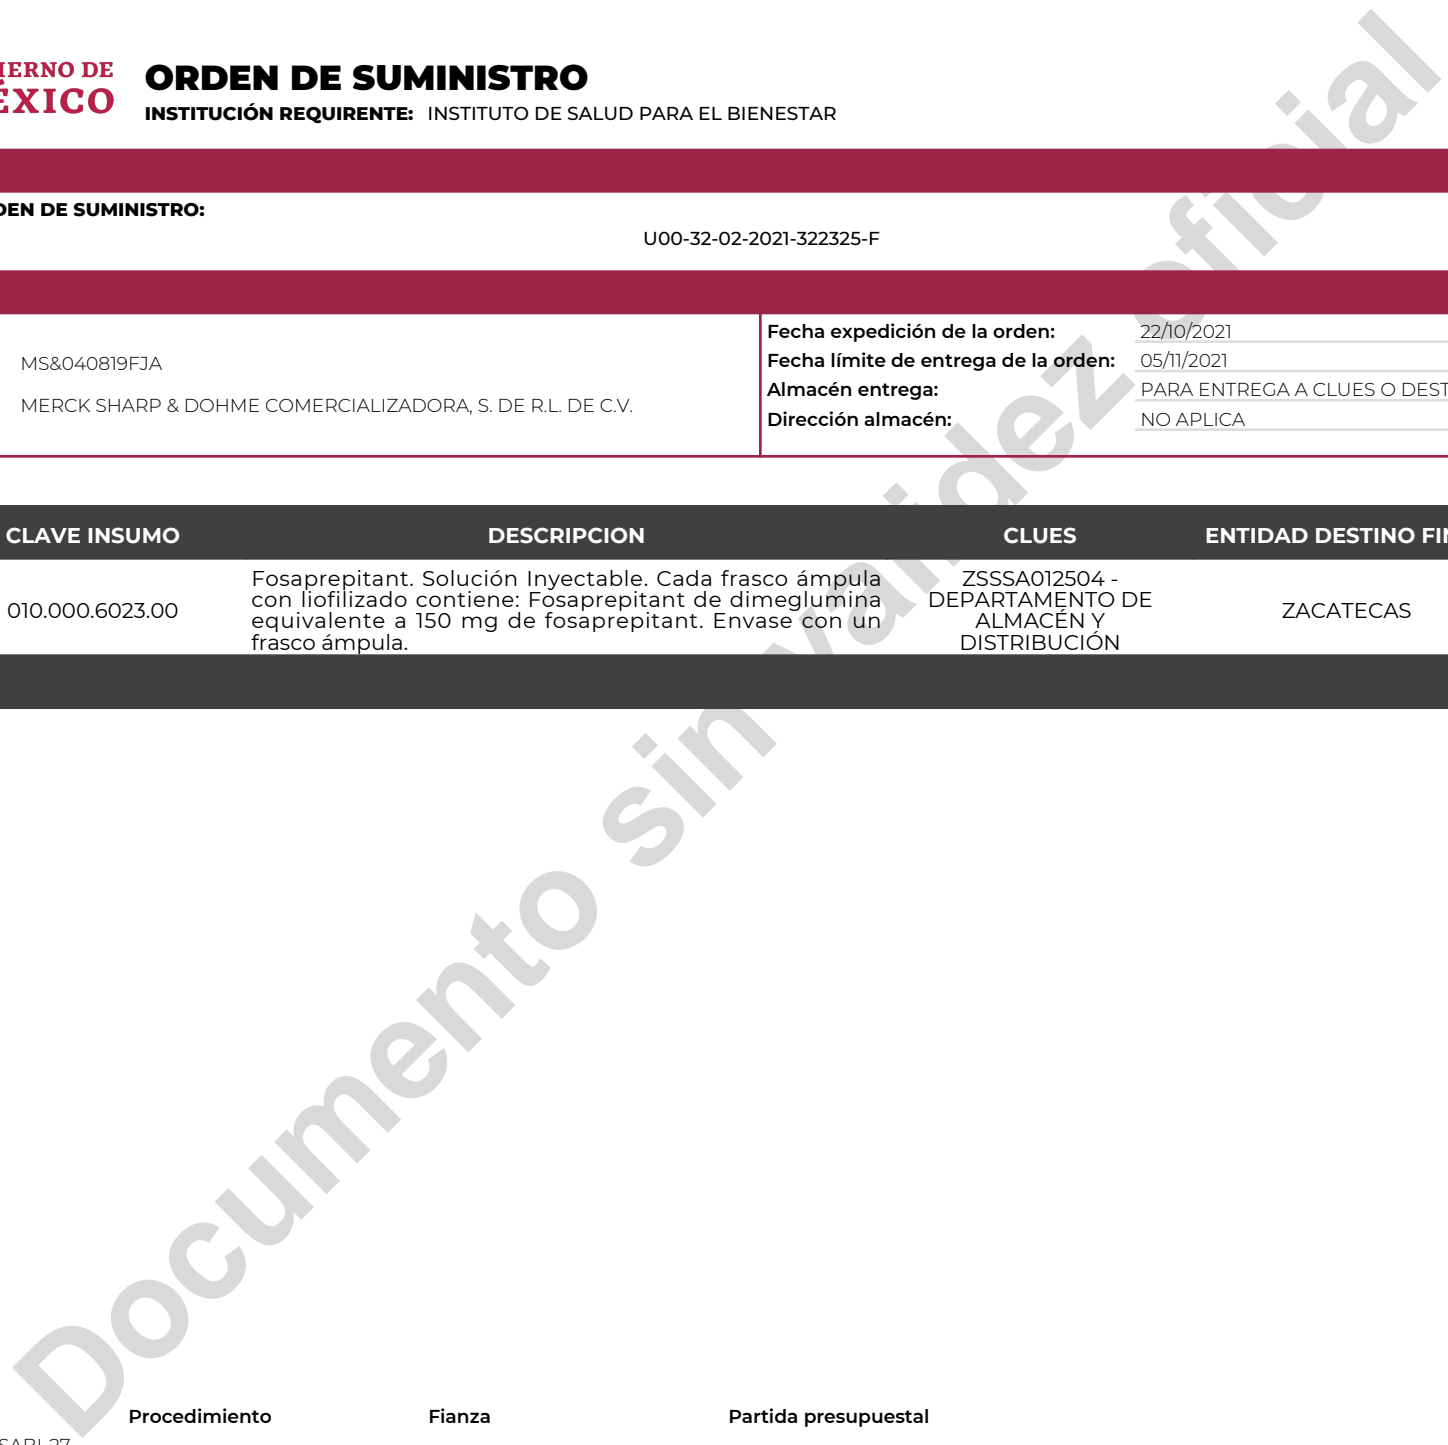 IERNO DE
ÉXICO
ORDEN DE SUMINISTRO
INSTITUCIÓN REQUIRENTE: INSTITUTO DE SALUD PARA EL BIENESTAR
DEN DE SUMINISTRO:
U00-32-02-2021-322325-F
MS&040819FJA
MERCK SHARP & DOHME COMERCIALIZADORA, S. DE R.L. DE C.V.
Fecha expedición de la orden: 22/10/2021
Fecha límite de entrega de la orden: 05/11/2021
Almacén entrega: PARA ENTREGA A CLUES O DEST
Dirección almacén: NO APLICA
CLAVE INSUMO DESCRIPCION CLUES ENTIDAD DESTINO FIN
010.000.6023.00
Fosaprepitant. Solución Inyectable. Cada frasco ámpula
con liofilizado contiene: Fosaprepitant de dimeglumina
equivalente a 150 mg de fosaprepitant. Envase con un
frasco ámpula.
ZSSSA012504 -
DEPARTAMENTO DE
ALMACÉN Y
DISTRIBUCIÓN
ZACATECAS
Documento sin validez oficial
Procedimiento Fianza Partida presupuestal